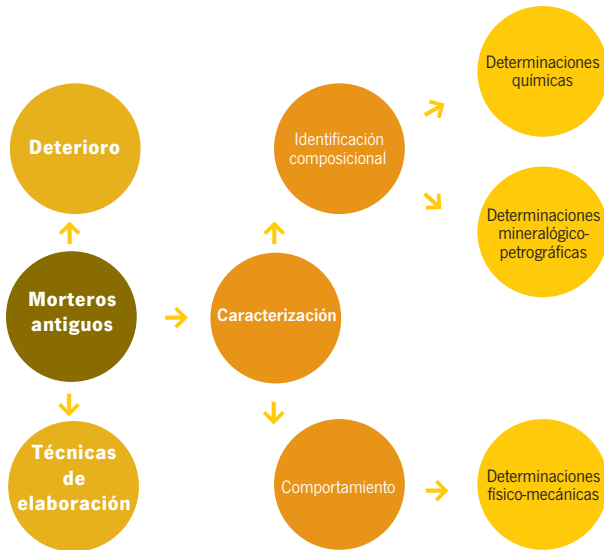 Determinaciones
químicas
Deterioro
Identificación
composicional
Determinaciones
mineralógico-
petrográficas
Morteros
antiguos
Caracterización
Técnicas
de
elaboración
Comportamiento
Determinaciones
físico-mecánicas